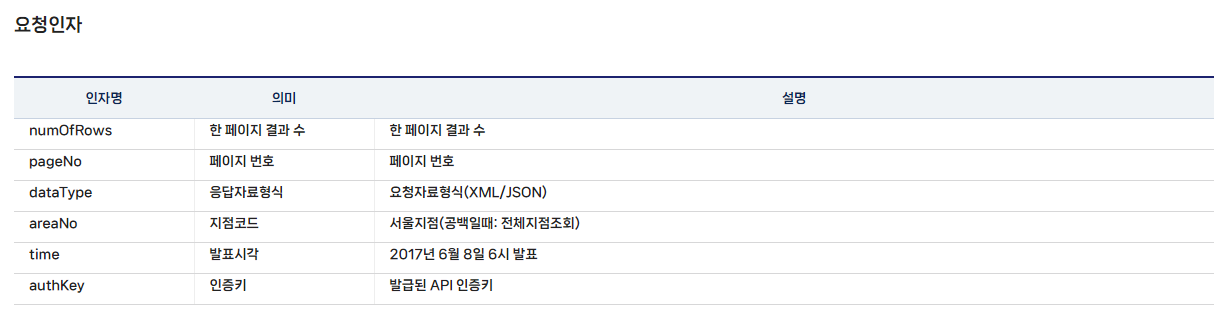 요청인자
인자명 의미 설명
numOfRows 한 페이지 결과 수 한 페이지 결과 수
pageNo 페이지 번호 페이지 번호
dataType 응답자료형식 요청자료형식(XML/JSON)
areaNo 지점코드 서울지점(공백일때: 전체지점조회)
time 발표시각 2017년 6월 8일 6시 발표
authKey 인증키 발급된 API 인증키